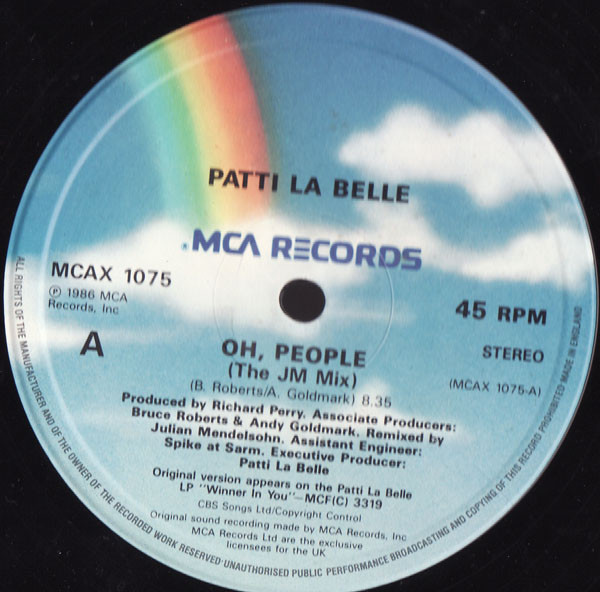 PATTI LA BELLE
MCA RECORDS
MCAX 1075
℗ 1986 MCA
Records, Inc
45 RPM
A
STEREO
OH, PEOPLE
(The JM Mix)
(MCAX 1075-A)
(B. Roberts/A. Goldmark) 8.35
Produced by Richard Perry. Associate Producers:
Bruce Roberts & Andy Goldmark. Remixed by
Julian Mendelsohn. Assistant Engineer:
Spike at Sarm. Executive Producer:
Patti La Belle
Original version appears on the Patti La Belle
LP "Winner In You"—MCF(C) 3319
CBS Songs Ltd/Copyright Control
Original sound recording made by MCA Records, Inc
MCA Records Ltd are the exclusive
licensees for the UK
ALL RIGHTS OF THE MANUFACTURER AND OF THE OWNER OF THE RECORDED WORK RESERVED·UNAUTHORISED PUBLIC PERFORMANCE BROADCASTING AND COPYING OF THIS RECORD PROHIBITED MADE IN ENGLAND